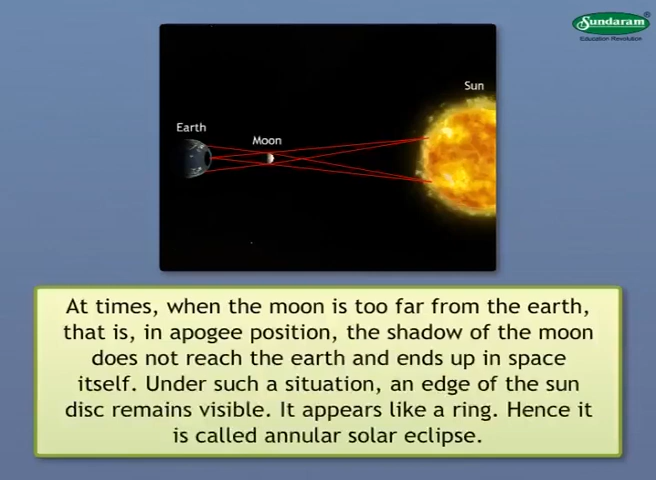 Sundaram®
Education Revolution
Sun
Earth
Moon
At times, when the moon is too far from the earth,
that is, in apogee position, the shadow of the moon
does not reach the earth and ends up in space
itself. Under such a situation, an edge of the sun
disc remains visible. It appears like a ring. Hence it
is called annular solar eclipse.